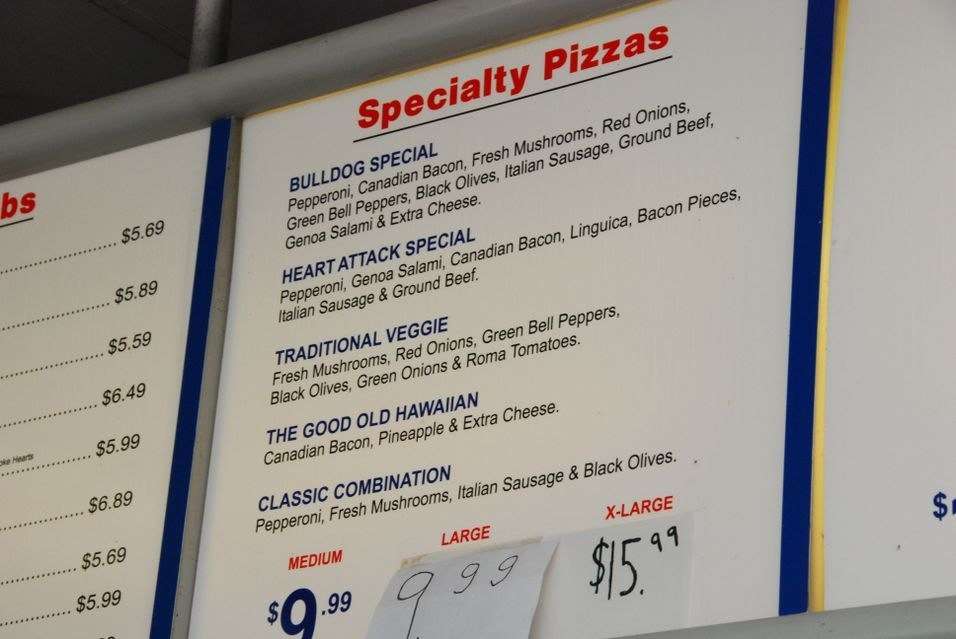 bs
$5.69
$5.89
$5.59
$6.49
oke Hearts
$5.99
$6.89
$5.69
$5.99
Specialty Pizzas
BULLDOG SPECIAL
Pepperoni, Canadian Bacon, Fresh Mushrooms, Red Onions,
Green Bell Peppers, Black Olives, Italian Sausage, Ground Beef,
Genoa Salami & Extra Cheese.
HEART ATTACK SPECIAL
Pepperoni, Genoa Salami, Canadian Bacon, Linguica, Bacon Pieces,
Italian Sausage & Ground Beef.
TRADITIONAL VEGGIE
Fresh Mushrooms, Red Onions, Green Bell Peppers,
Black Olives, Green Onions & Roma Tomatoes.
THE GOOD OLD HAWAIIAN
Canadian Bacon, Pineapple & Extra Cheese.
CLASSIC COMBINATION
Pepperoni, Fresh Mushrooms, Italian Sausage & Black Olives.
MEDIUM LARGE X-LARGE
$9.99 9.99 $15.99
$